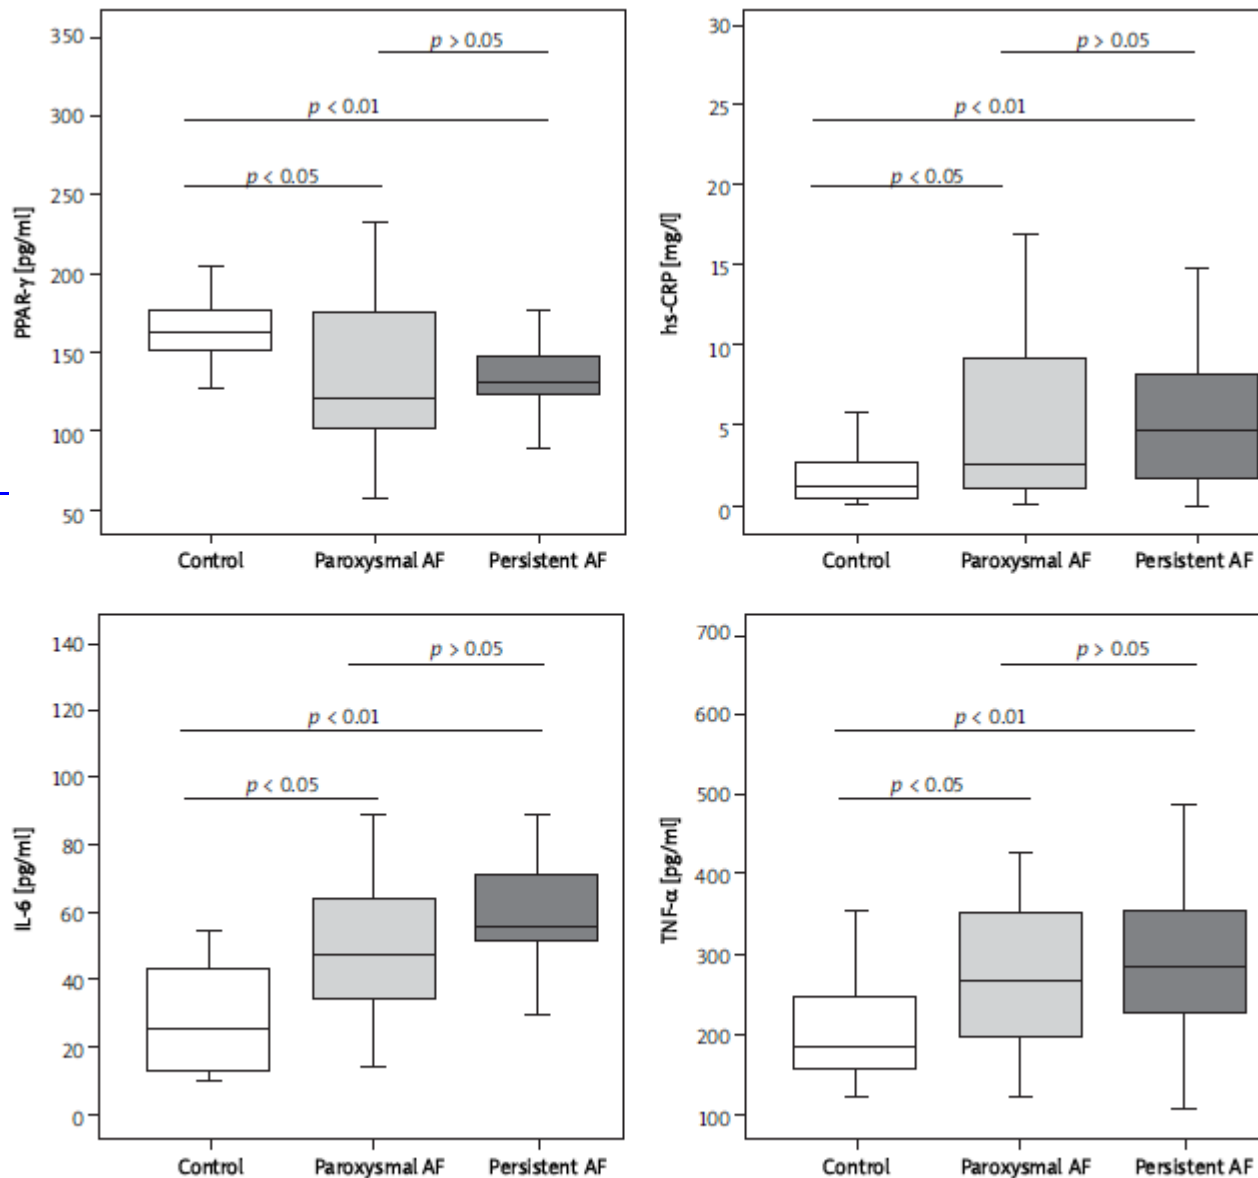 PPAR-γ [pg/ml]
350
300
250
200
150
100
50
p > 0.05
p < 0.01
p < 0.05
Control Paroxysmal AF Persistent AF
hs-CRP [mg/l]
30
25
20
15
10
5
0
p > 0.05
p < 0.01
p < 0.05
Control Paroxysmal AF Persistent AF
IL-6 [pg/ml]
140
120
100
80
60
40
20
0
p > 0.05
p < 0.01
p < 0.05
Control Paroxysmal AF Persistent AF
TNF-α [pg/ml]
700
600
500
400
300
200
100
p > 0.05
p < 0.01
p < 0.05
Control Paroxysmal AF Persistent AF